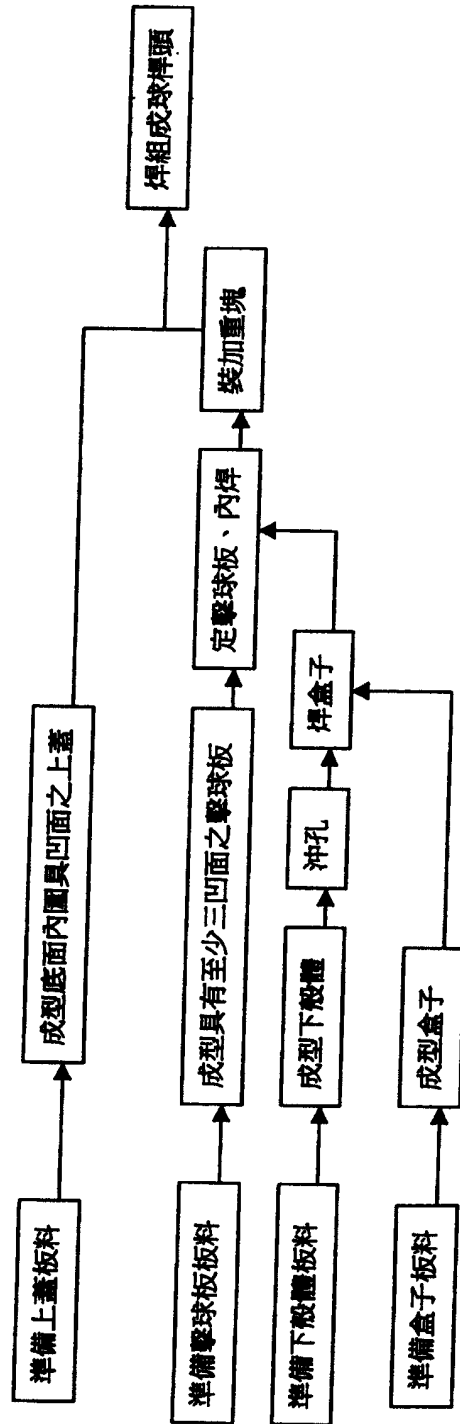 準備上蓋板料
成型底面內圍具凹面之上蓋
焊組成球桿頭
準備擊球板板料
成型具有至少三凹面之擊球板
定擊球板、內焊
裝加重塊
準備下殼體板料
成型下殼體
沖孔
焊盒子
準備盒子板料
成型盒子